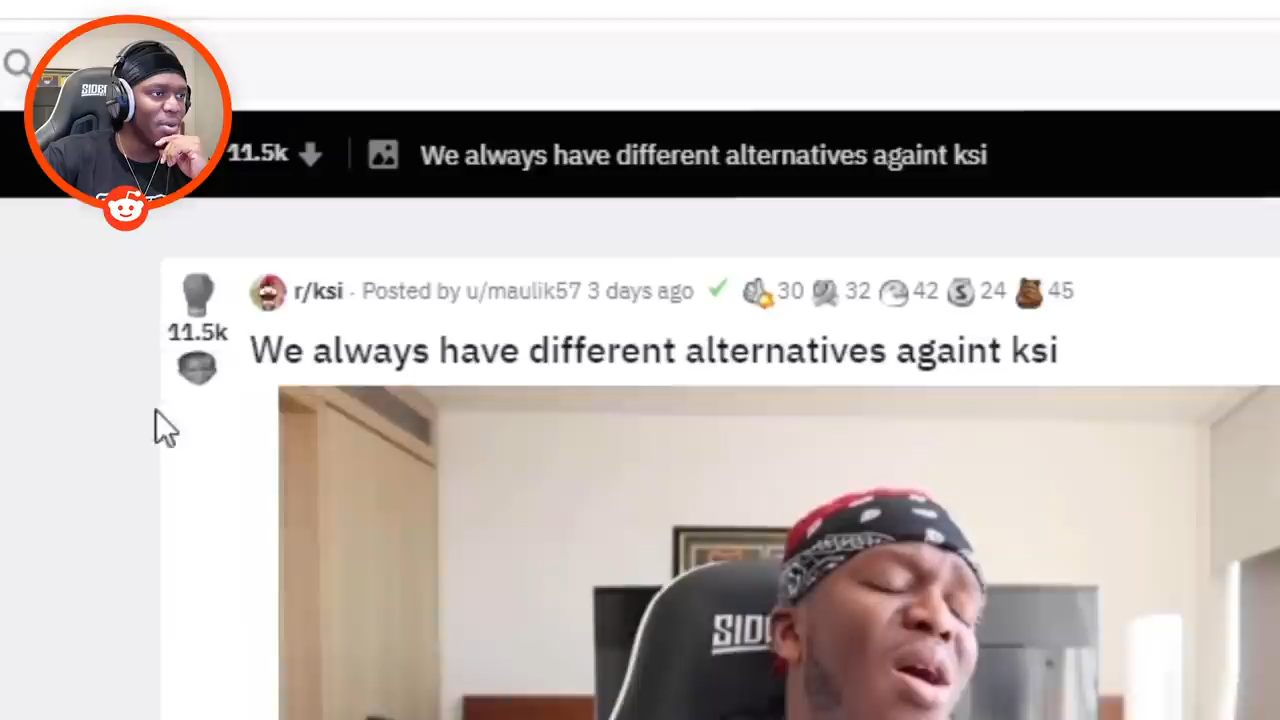 SIDE
11.5k We always have different alternatives againt ksi
r/ksi · Posted by u/maulik57 3 days ago 30 32 42 24 45
11.5k
We always have different alternatives againt ksi
SID